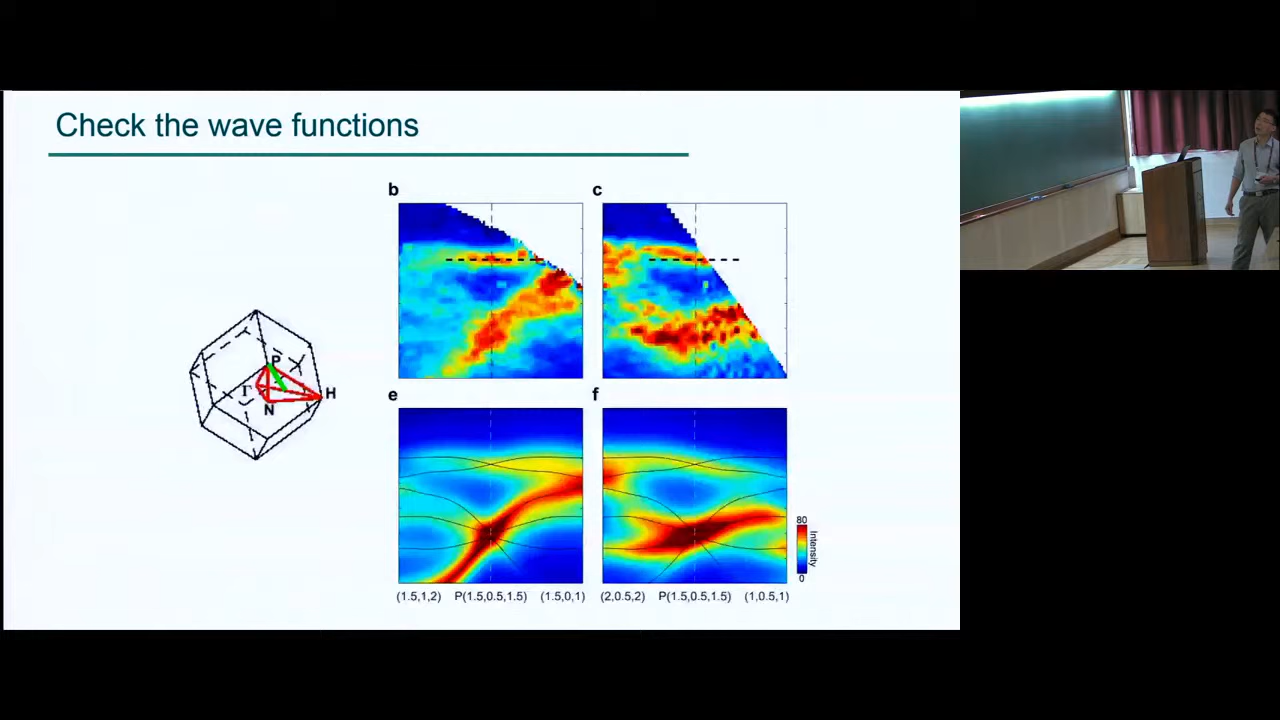 Check the wave functions
b
c
P
Γ
H
N
e
f
80
Intensity
0
(1.5,1,2)
P(1.5,0.5,1.5)
(1.5,0,1)
(2,0.5,2)
P(1.5,0.5,1.5)
(1,0.5,1)